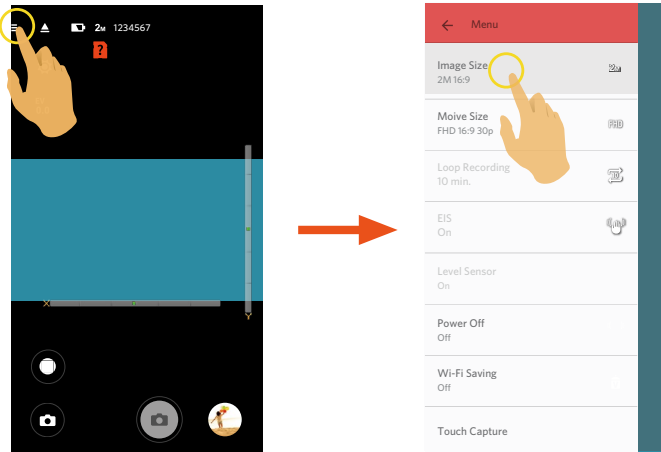 2M 1234567
?
X
Y
Menu
Image Size
2M 16:9
2M
Moive Size
FHD 16:9 30p
FHD
Loop Recording
10 min.
EIS
On
Level Sensor
On
Power Off
Off
Wi-Fi Saving
Off
Touch Capture